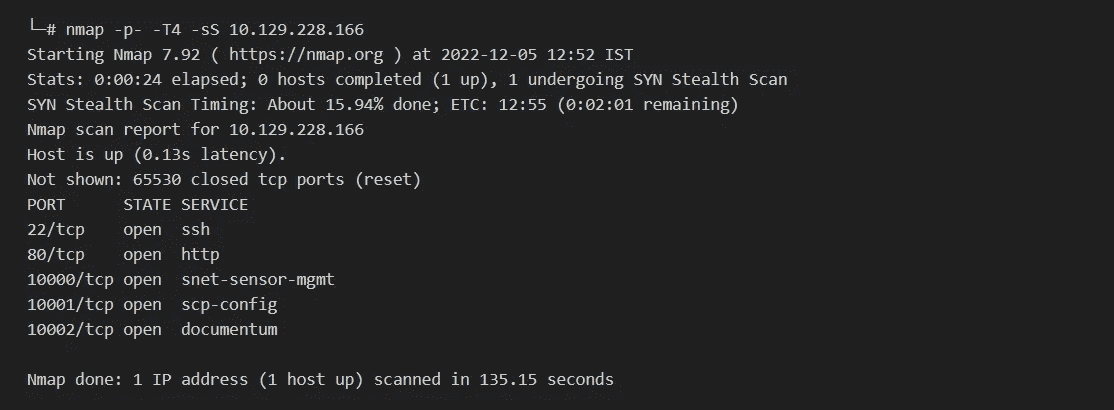 └─# nmap -p- -T4 -sS 10.129.228.166
Starting Nmap 7.92 ( https://nmap.org ) at 2022-12-05 12:52 IST
Stats: 0:00:24 elapsed; 0 hosts completed (1 up), 1 undergoing SYN Stealth Scan
SYN Stealth Scan Timing: About 15.94% done; ETC: 12:55 (0:02:01 remaining)
Nmap scan report for 10.129.228.166
Host is up (0.13s latency).
Not shown: 65530 closed tcp ports (reset)
PORT      STATE SERVICE
22/tcp    open  ssh
80/tcp    open  http
10000/tcp open  snet-sensor-mgmt
10001/tcp open  scp-config
10002/tcp open  documentum
Nmap done: 1 IP address (1 host up) scanned in 135.15 seconds